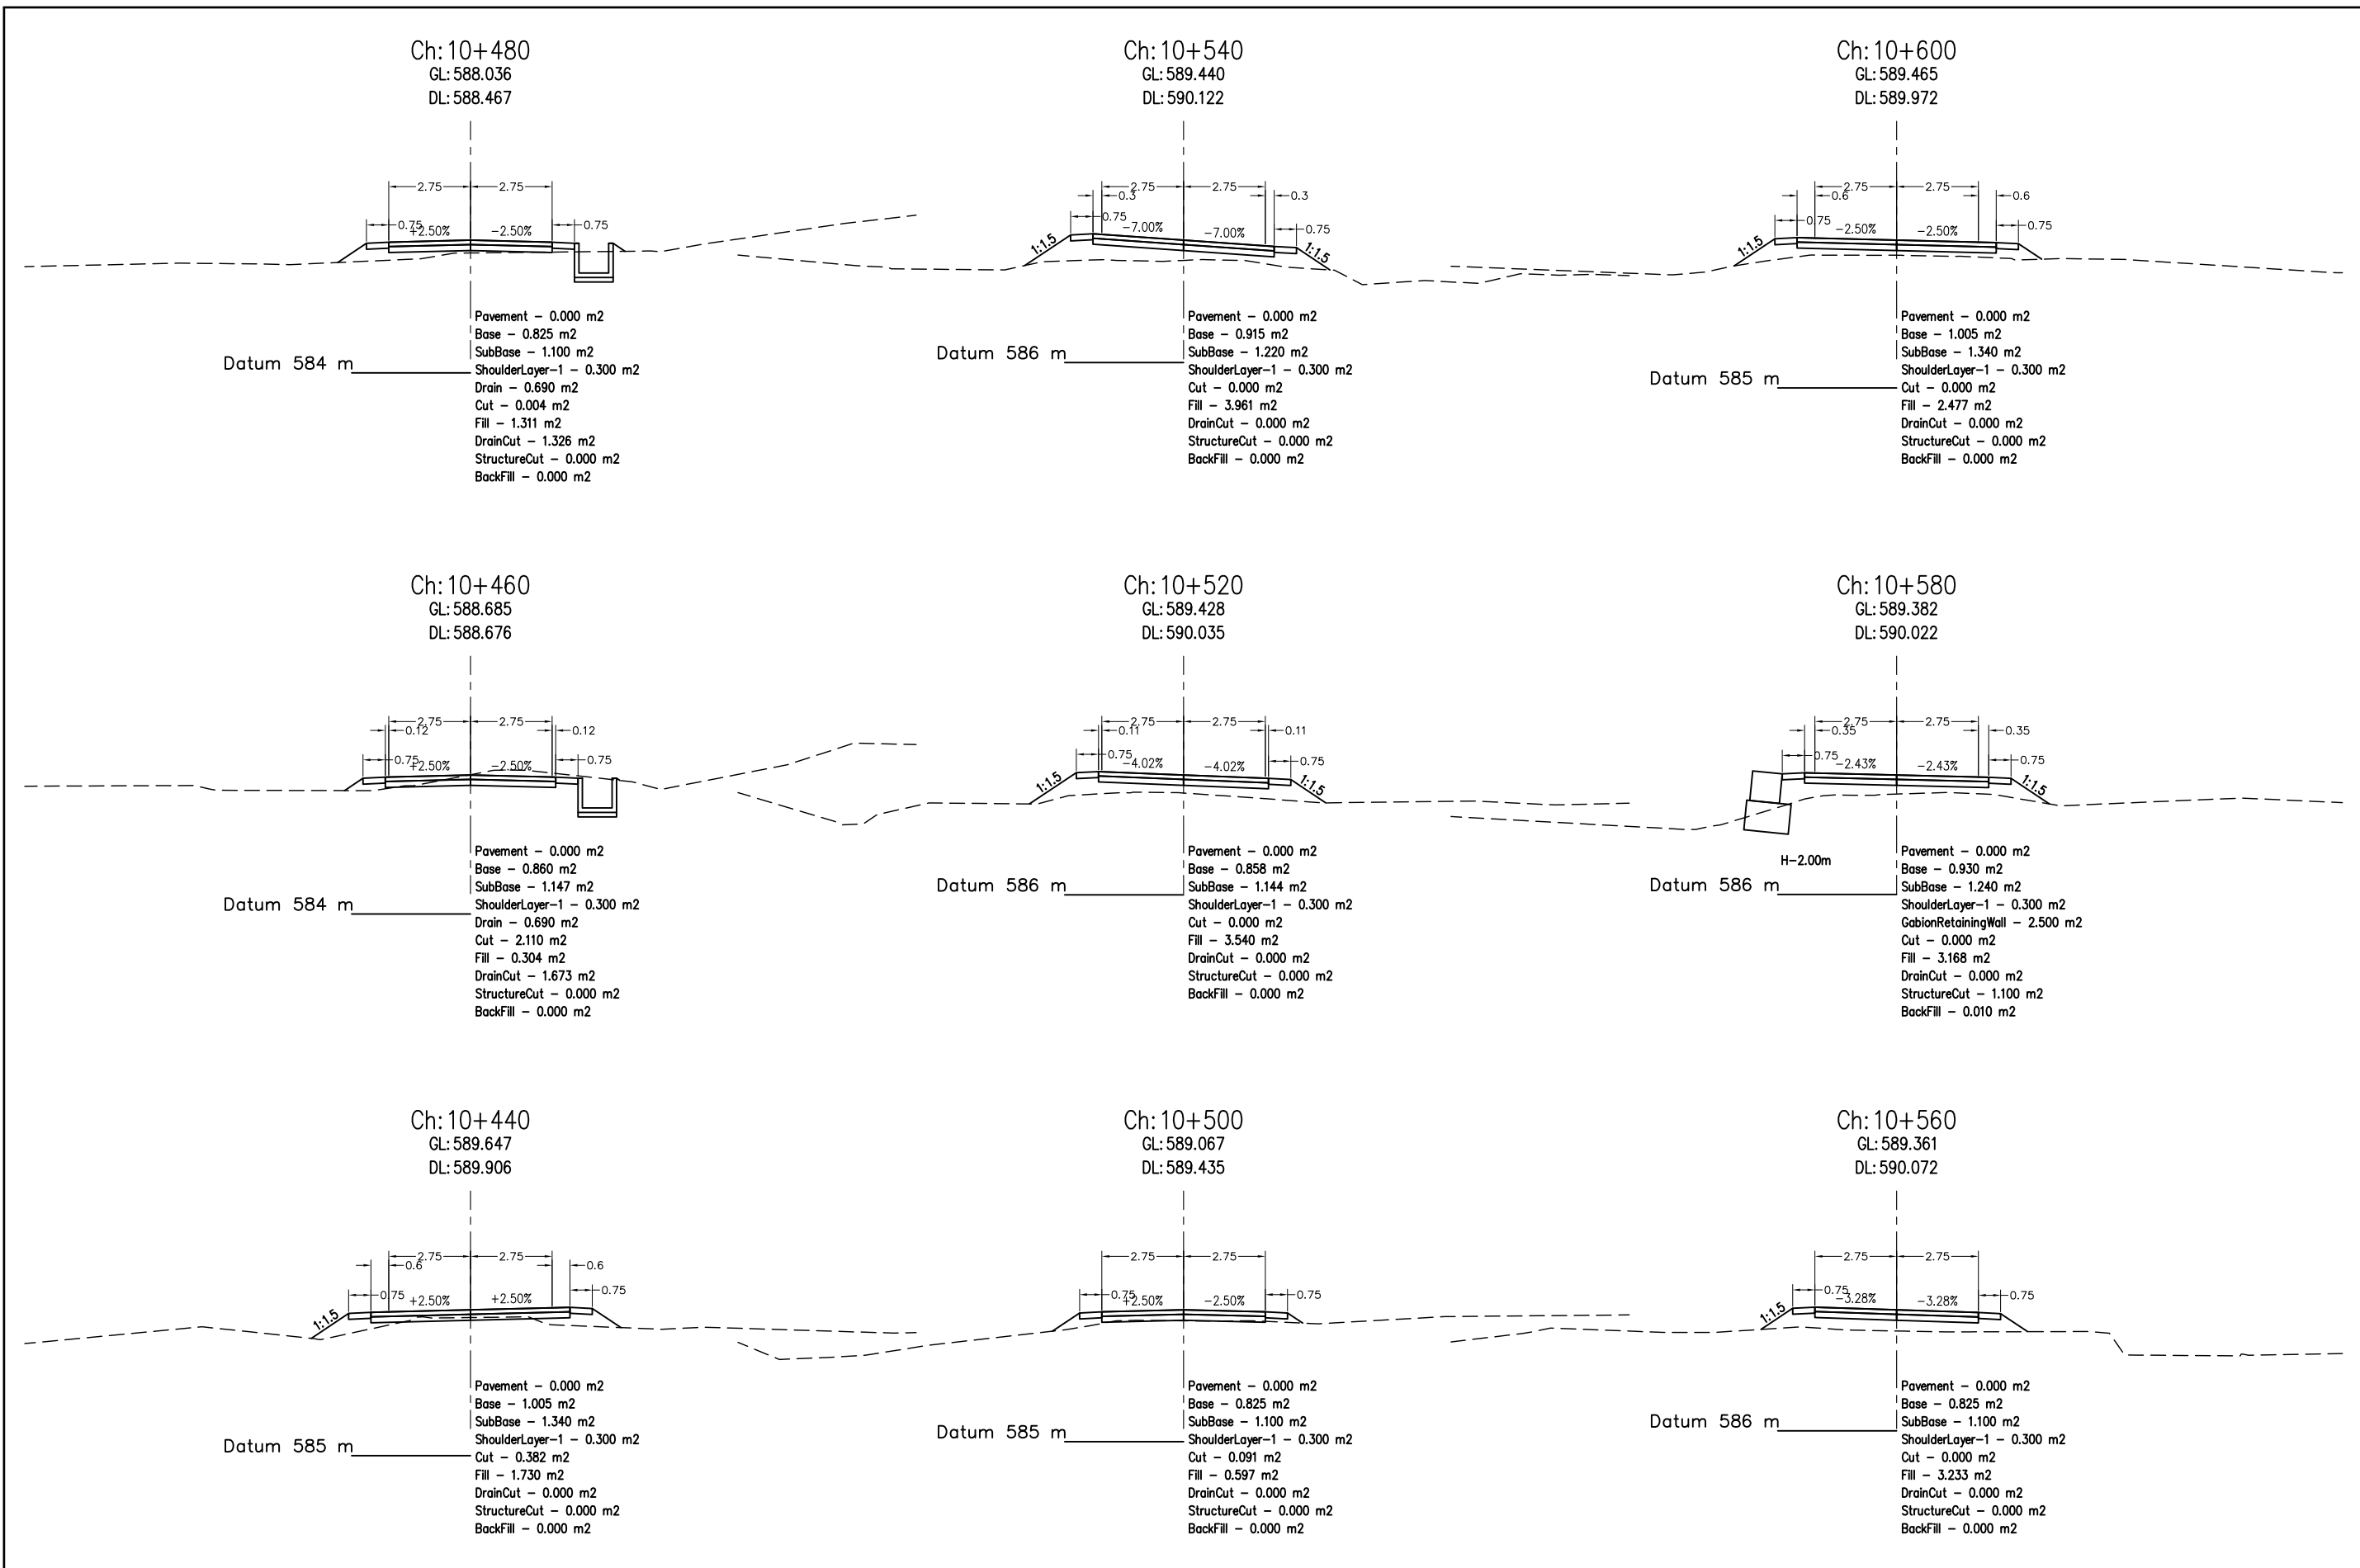 Ch:10+480
GL:588.036
DL:588.467
2.75 2.75
0.75 0.75
+2.50% -2.50%
Datum 584 m
Pavement - 0.000 m2
Base - 0.825 m2
SubBase - 1.100 m2
ShoulderLayer-1 - 0.300 m2
Drain - 0.690 m2
Cut - 0.004 m2
Fill - 1.311 m2
DrainCut - 1.326 m2
StructureCut - 0.000 m2
BackFill - 0.000 m2
Ch:10+540
GL:589.440
DL:590.122
2.75 2.75
0.3 0.3
0.75 0.75
-7.00% -7.00%
1:1.5 1:1.5
Datum 586 m
Pavement - 0.000 m2
Base - 0.915 m2
SubBase - 1.220 m2
ShoulderLayer-1 - 0.300 m2
Cut - 0.000 m2
Fill - 3.961 m2
DrainCut - 0.000 m2
StructureCut - 0.000 m2
BackFill - 0.000 m2
Ch:10+600
GL:589.465
DL:589.972
2.75 2.75
0.6 0.6
0.75 0.75
-2.50% -2.50%
1:1.5
Datum 585 m
Pavement - 0.000 m2
Base - 1.005 m2
SubBase - 1.340 m2
ShoulderLayer-1 - 0.300 m2
Cut - 0.000 m2
Fill - 2.477 m2
DrainCut - 0.000 m2
StructureCut - 0.000 m2
BackFill - 0.000 m2
Ch:10+460
GL:588.685
DL:588.676
2.75 2.75
0.12 0.12
0.75 0.75
+2.50% -2.50%
Datum 584 m
Pavement - 0.000 m2
Base - 0.860 m2
SubBase - 1.147 m2
ShoulderLayer-1 - 0.300 m2
Drain - 0.690 m2
Cut - 2.110 m2
Fill - 0.304 m2
DrainCut - 1.673 m2
StructureCut - 0.000 m2
BackFill - 0.000 m2
Ch:10+520
GL:589.428
DL:590.035
2.75 2.75
0.11 0.11
0.75 0.75
-4.02% -4.02%
1:1.5 1:1.5
Datum 586 m
Pavement - 0.000 m2
Base - 0.858 m2
SubBase - 1.144 m2
ShoulderLayer-1 - 0.300 m2
Cut - 0.000 m2
Fill - 3.540 m2
DrainCut - 0.000 m2
StructureCut - 0.000 m2
BackFill - 0.000 m2
Ch:10+580
GL:589.382
DL:590.022
2.75 2.75
0.35 0.35
0.75 0.75
-2.43% -2.43%
1:1.5
H-2.00m
Datum 586 m
Pavement - 0.000 m2
Base - 0.930 m2
SubBase - 1.240 m2
ShoulderLayer-1 - 0.300 m2
GabionRetainingWall - 2.500 m2
Cut - 0.000 m2
Fill - 3.168 m2
DrainCut - 0.000 m2
StructureCut - 1.100 m2
BackFill - 0.010 m2
Ch:10+440
GL:589.647
DL:589.906
2.75 2.75
0.6 0.6
0.75 0.75
+2.50% +2.50%
1:1.5
Datum 585 m
Pavement - 0.000 m2
Base - 1.005 m2
SubBase - 1.340 m2
ShoulderLayer-1 - 0.300 m2
Cut - 0.382 m2
Fill - 1.730 m2
DrainCut - 0.000 m2
StructureCut - 0.000 m2
BackFill - 0.000 m2
Ch:10+500
GL:589.067
DL:589.435
2.75 2.75
0.75 0.75
+2.50% -2.50%
Datum 585 m
Pavement - 0.000 m2
Base - 0.825 m2
SubBase - 1.100 m2
ShoulderLayer-1 - 0.300 m2
Cut - 0.091 m2
Fill - 0.597 m2
DrainCut - 0.000 m2
StructureCut - 0.000 m2
BackFill - 0.000 m2
Ch:10+560
GL:589.361
DL:590.072
2.75 2.75
0.75 0.75
-3.28% -3.28%
1:1.5
Datum 586 m
Pavement - 0.000 m2
Base - 0.825 m2
SubBase - 1.100 m2
ShoulderLayer-1 - 0.300 m2
Cut - 0.000 m2
Fill - 3.233 m2
DrainCut - 0.000 m2
StructureCut - 0.000 m2
BackFill - 0.000 m2